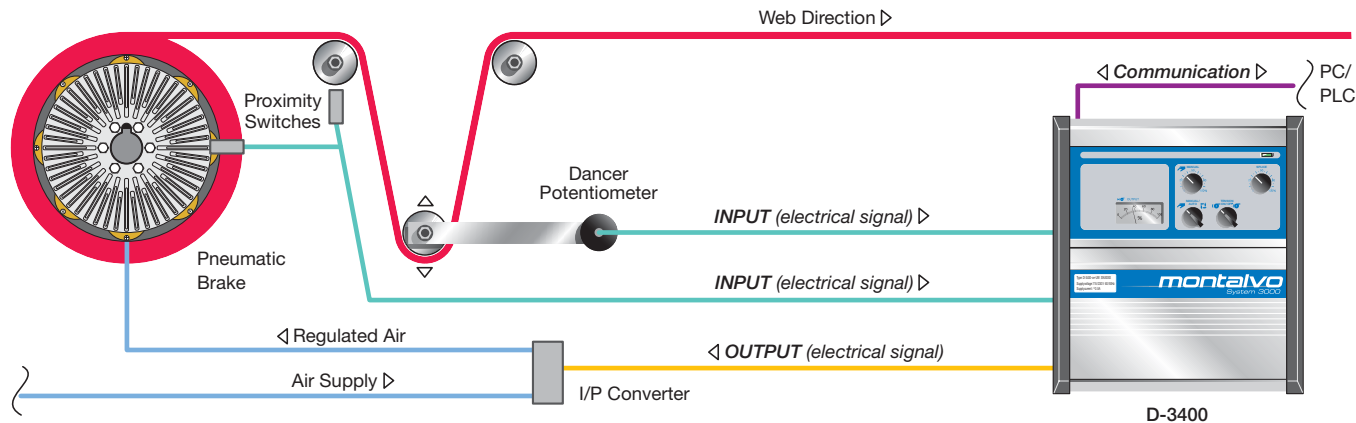 Web Direction ▷
◁ Communication ▷
PC/
PLC
Proximity
Switches
Dancer
Potentiometer
INPUT (electrical signal) ▷
Pneumatic
Brake
INPUT (electrical signal) ▷
montalvo
System 3000
◁ Regulated Air
◁ OUTPUT (electrical signal)
Air Supply ▷
I/P Converter
D-3400